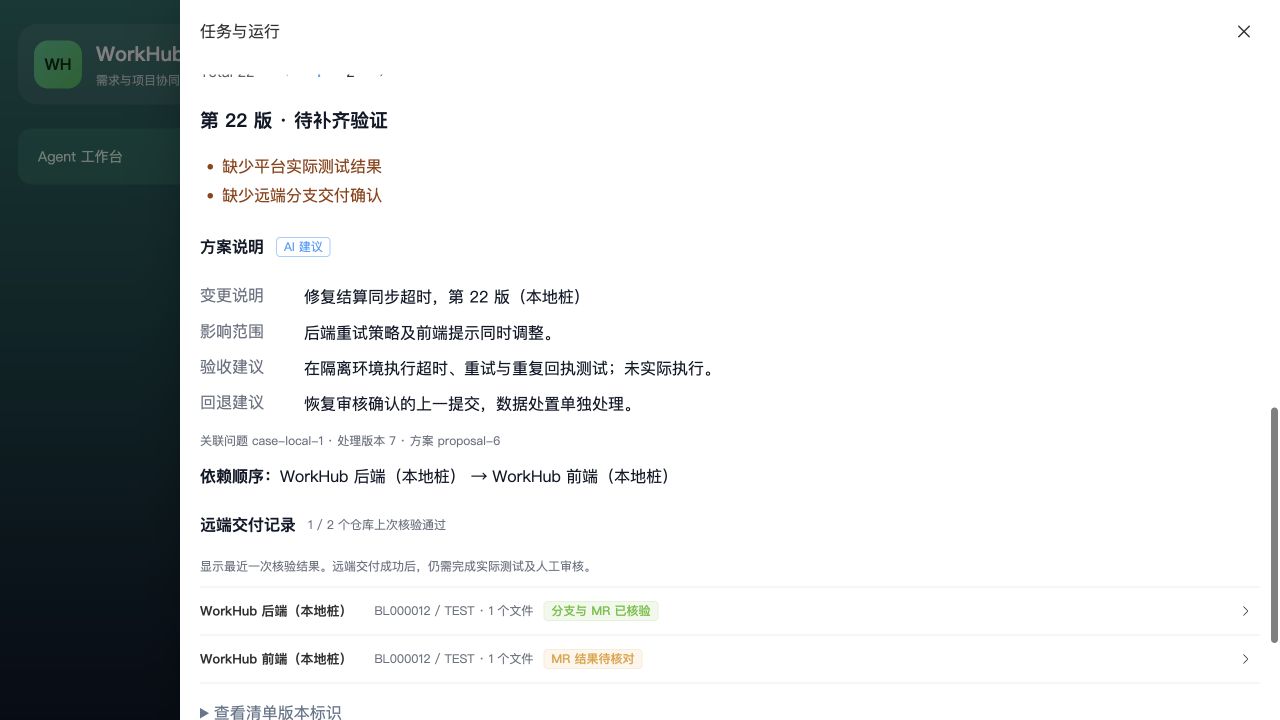 任务与运行
WH
WorkHub
需求与项目协同
Agent 工作台
第 22 版 · 待补齐验证
• 缺少平台实际测试结果
• 缺少远端分支交付确认
方案说明 AI 建议
变更说明 修复结算同步超时，第 22 版（本地桩）
影响范围 后端重试策略及前端提示同时调整。
验收建议 在隔离环境执行超时、重试与重复回执测试；未实际执行。
回退建议 恢复审核确认的上一提交，数据处置单独处理。
关联问题 case-local-1 · 处理版本 7 · 方案 proposal-6
依赖顺序：WorkHub 后端（本地桩） → WorkHub 前端（本地桩）
远端交付记录 1 / 2 个仓库上次核验通过
显示最近一次核验结果。远端交付成功后，仍需完成实际测试及人工审核。
WorkHub 后端（本地桩） BL000012 / TEST · 1 个文件 分支与 MR 已核验
WorkHub 前端（本地桩） BL000012 / TEST · 1 个文件 MR 结果待核对
查看清单版本标识